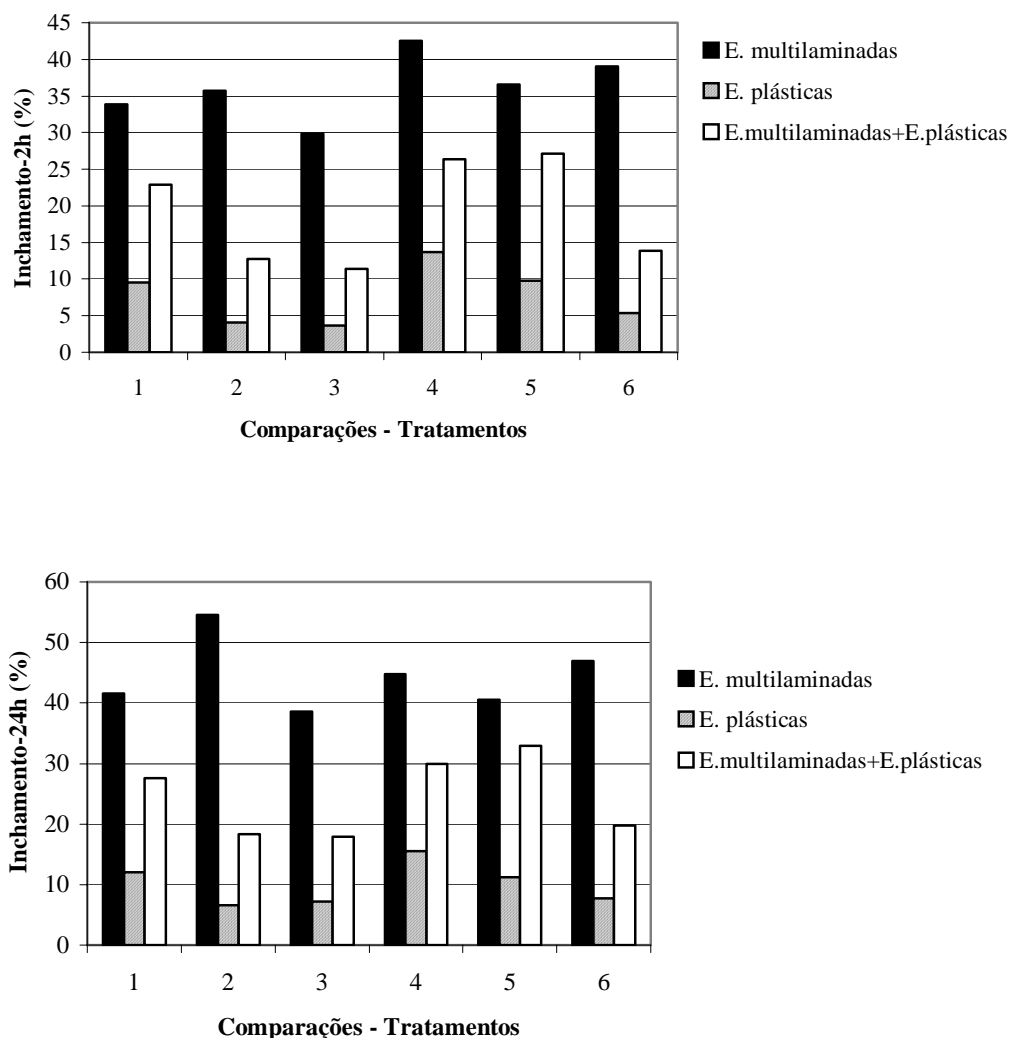 45
40
35
30
25
20
15
10
5
0
Inchamento-2h (%)
1 2 3 4 5 6
Comparações - Tratamentos
E. multilaminadas
E. plásticas
E.multilaminadas+E.plásticas
60
50
40
30
20
10
0
Inchamento-24h (%)
1 2 3 4 5 6
Comparações - Tratamentos
E. multilaminadas
E. plásticas
E.multilaminadas+E.plásticas